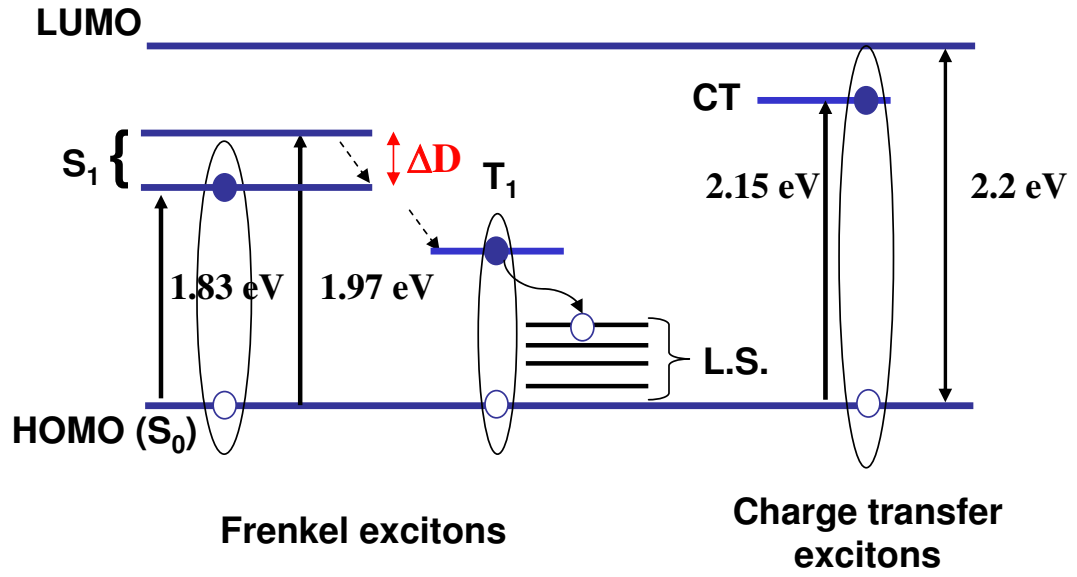 LUMO
CT
S₁ {
ΔD
T₁
2.15 eV
2.2 eV
1.83 eV
1.97 eV
L.S.
HOMO (S₀)
Frenkel excitons
Charge transfer
excitons